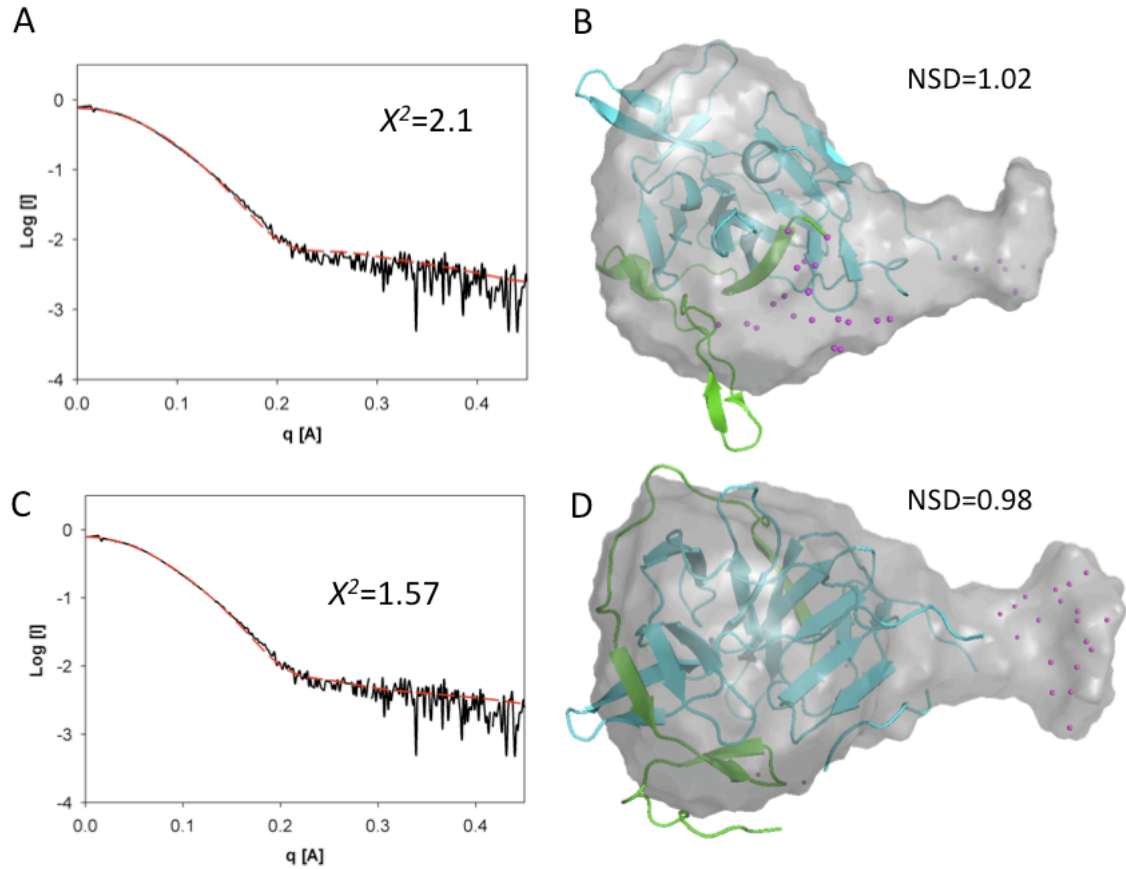 A
B
X²=2.1
NSD=1.02
0
-1
-2
-3
-4
Log [I]
0.0 0.1 0.2 0.3 0.4
q [A]
C
D
X²=1.57
NSD=0.98
0
-1
-2
-3
-4
Log [I]
0.0 0.1 0.2 0.3 0.4
q [A]